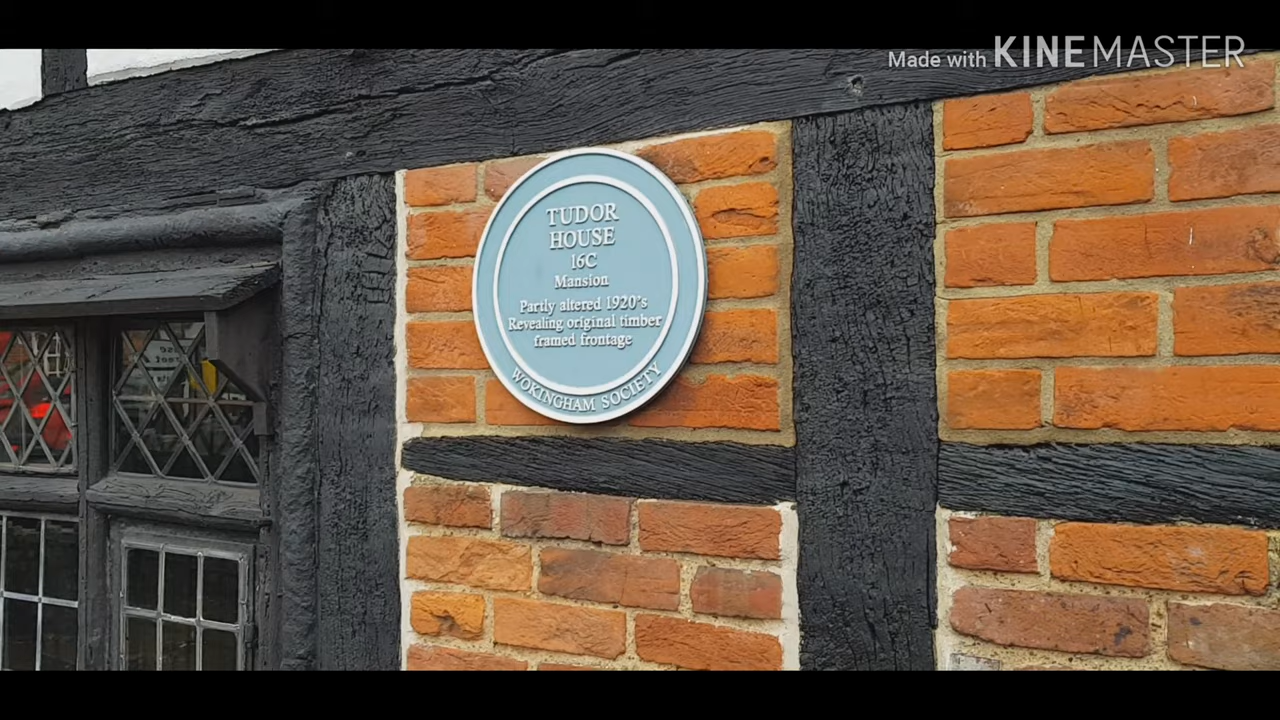 Made with KINEMASTER
TUDOR
HOUSE
16C
Mansion
Partly altered 1920's
Revealing original timber
framed frontage
WOKINGHAM SOCIETY